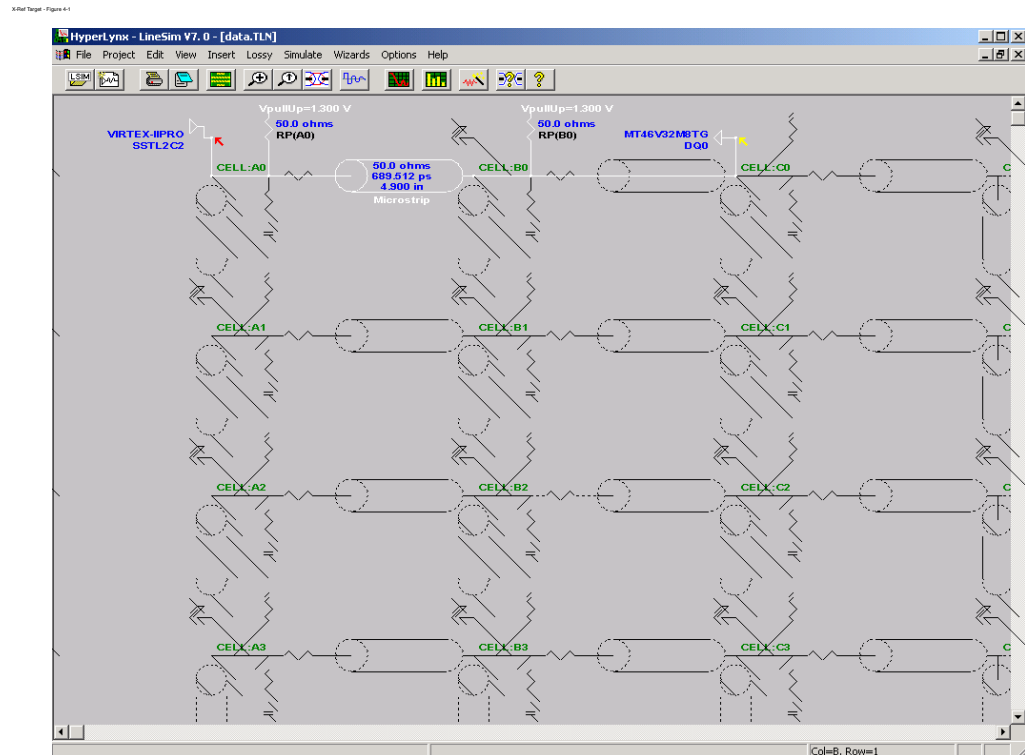 X-Ref Target - Figure 4-1
HyperLynx - LineSim V7. 0 - [data.TLN]
File Project Edit View Insert Lossy Simulate Wizards Options Help
LSIM
VpullUp=1.300 V VpullUp=1.300 V
50.0 ohms 50.0 ohms
VIRTEX-IIPRO RP(A0) RP(B0) MT46V32M8TG
SSTL2C2 DQ0
CELL:A0 50.0 ohms CELL:B0 CELL:C0 C
689.512 ps
4.900 in
Microstrip
CELL:A1 CELL:B1 CELL:C1 C
CELL:A2 CELL:B2 CELL:C2 C
CELL:A3 CELL:B3 CELL:C3 C
Col=B, Row=1